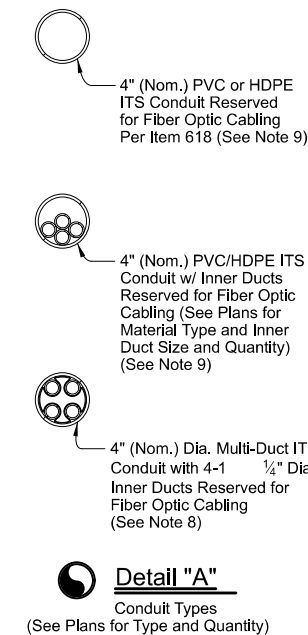 4" (Nom.) PVC or HDPE
ITS Conduit Reserved
for Fiber Optic Cabling
Per Item 618 (See Note 9)
4" (Nom.) PVC/HDPE ITS
Conduit w/ Inner Ducts
Reserved for Fiber Optic
Cabling (See Plans for
Material Type and Inner
Duct Size and Quantity)
(See Note 9)
4" (Nom.) Dia. Multi-Duct IT
Conduit with 4-1 ¼" Dia
Inner Ducts Reserved for
Fiber Optic Cabling
(See Note 8)
Detail "A"
Conduit Types
(See Plans for Type and Quantity)